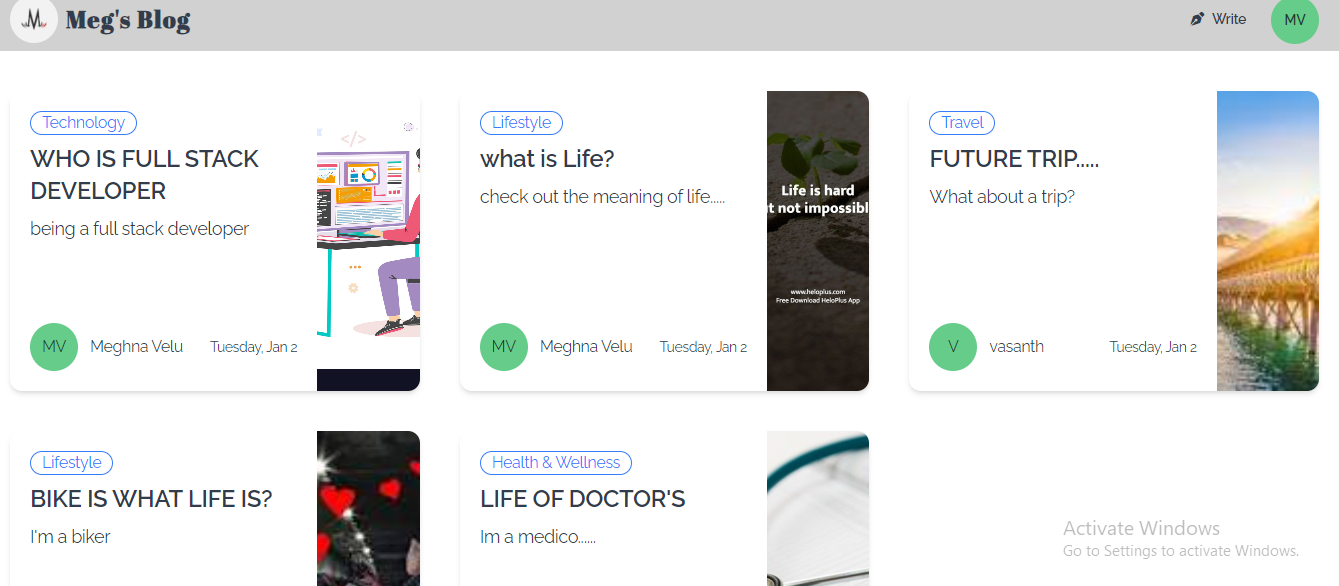 M
Meg's Blog
Write
MV
Technology
WHO IS FULL STACK
DEVELOPER
being a full stack developer
</>
MV
Meghna Velu
Tuesday, Jan 2
Lifestyle
what is Life?
check out the meaning of life.....
Life is hard
t not impossibl
www.heloplus.com
Free Download HeloPlus App
MV
Meghna Velu
Tuesday, Jan 2
Travel
FUTURE TRIP.....
What about a trip?
V
vasanth
Tuesday, Jan 2
Lifestyle
BIKE IS WHAT LIFE IS?
I'm a biker
Health & Wellness
LIFE OF DOCTOR'S
Im a medico......
Activate Windows
Go to Settings to activate Windows.